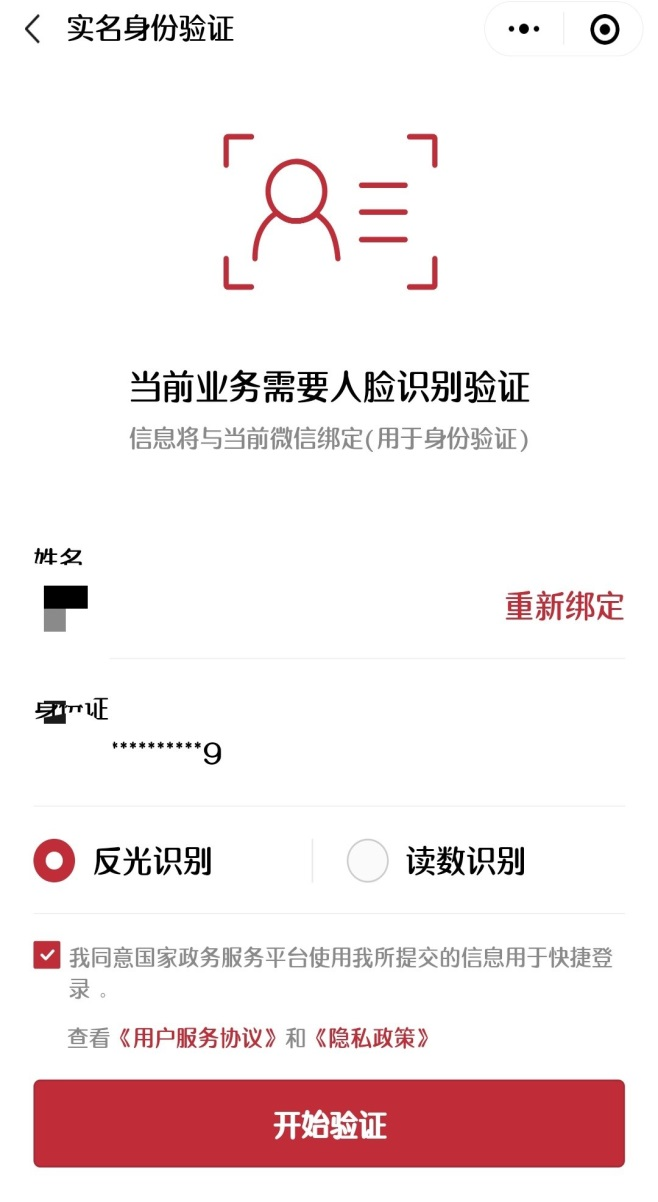 实名身份验证
当前业务需要人脸识别验证
信息将与当前微信绑定(用于身份验证)
姓名
重新绑定
身份证
**********9
反光识别
读数识别
我同意国家政务服务平台使用我所提交的信息用于快捷登
录。
查看《用户服务协议》和《隐私政策》
开始验证